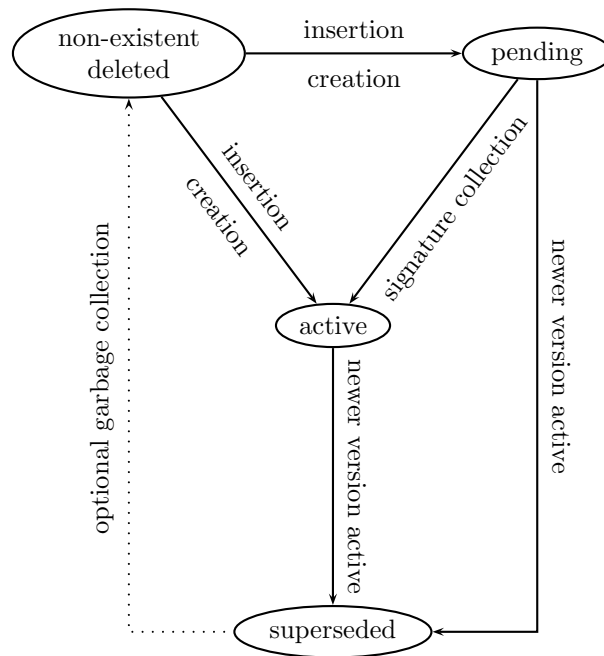 non-existent
deleted
insertion
creation
pending
insertion
creation
signature collection
active
newer version active
newer version active
optional garbage collection
superseded